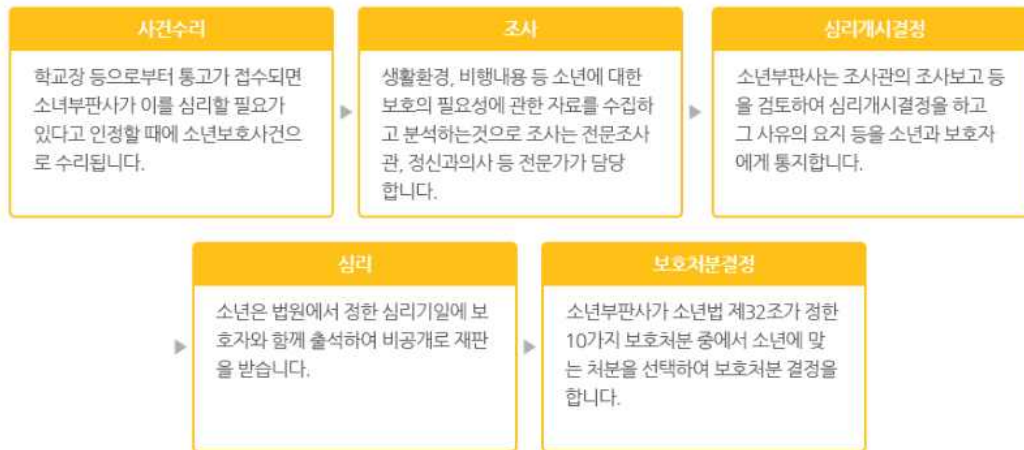 사건수리
학교장 등으로부터 통고가 접수되면
소녀부판사가 이를 심리할 필요가
있다고 인정할 때에 소년보호사건으
로 수리됩니다.
조사
생활환경, 비행내용 등 소년에 대한
보호의 필요성에 관한 자료를 수집하
고 분석하는것으로 조사는 전문조사
관, 정신과의사 등 전문가가 담당
합니다.
심리개시결정
소년부판사는 조사관의 조사보고 등
을 검토하여 심리개시결정을 하고
그 사유의 요지 등을 소년과 보호자
에게 통지합니다.
심리
소년은 법원에서 정한 심리기일에 보
호자와 함께 출석하여 비공개로 재판
을 받습니다.
보호처분결정
소년부판사가 소년법 제32조가 정한
10가지 보호처분 중에서 소년에 맞
는 처분을 선택하여 보호처분 결정을
합니다.